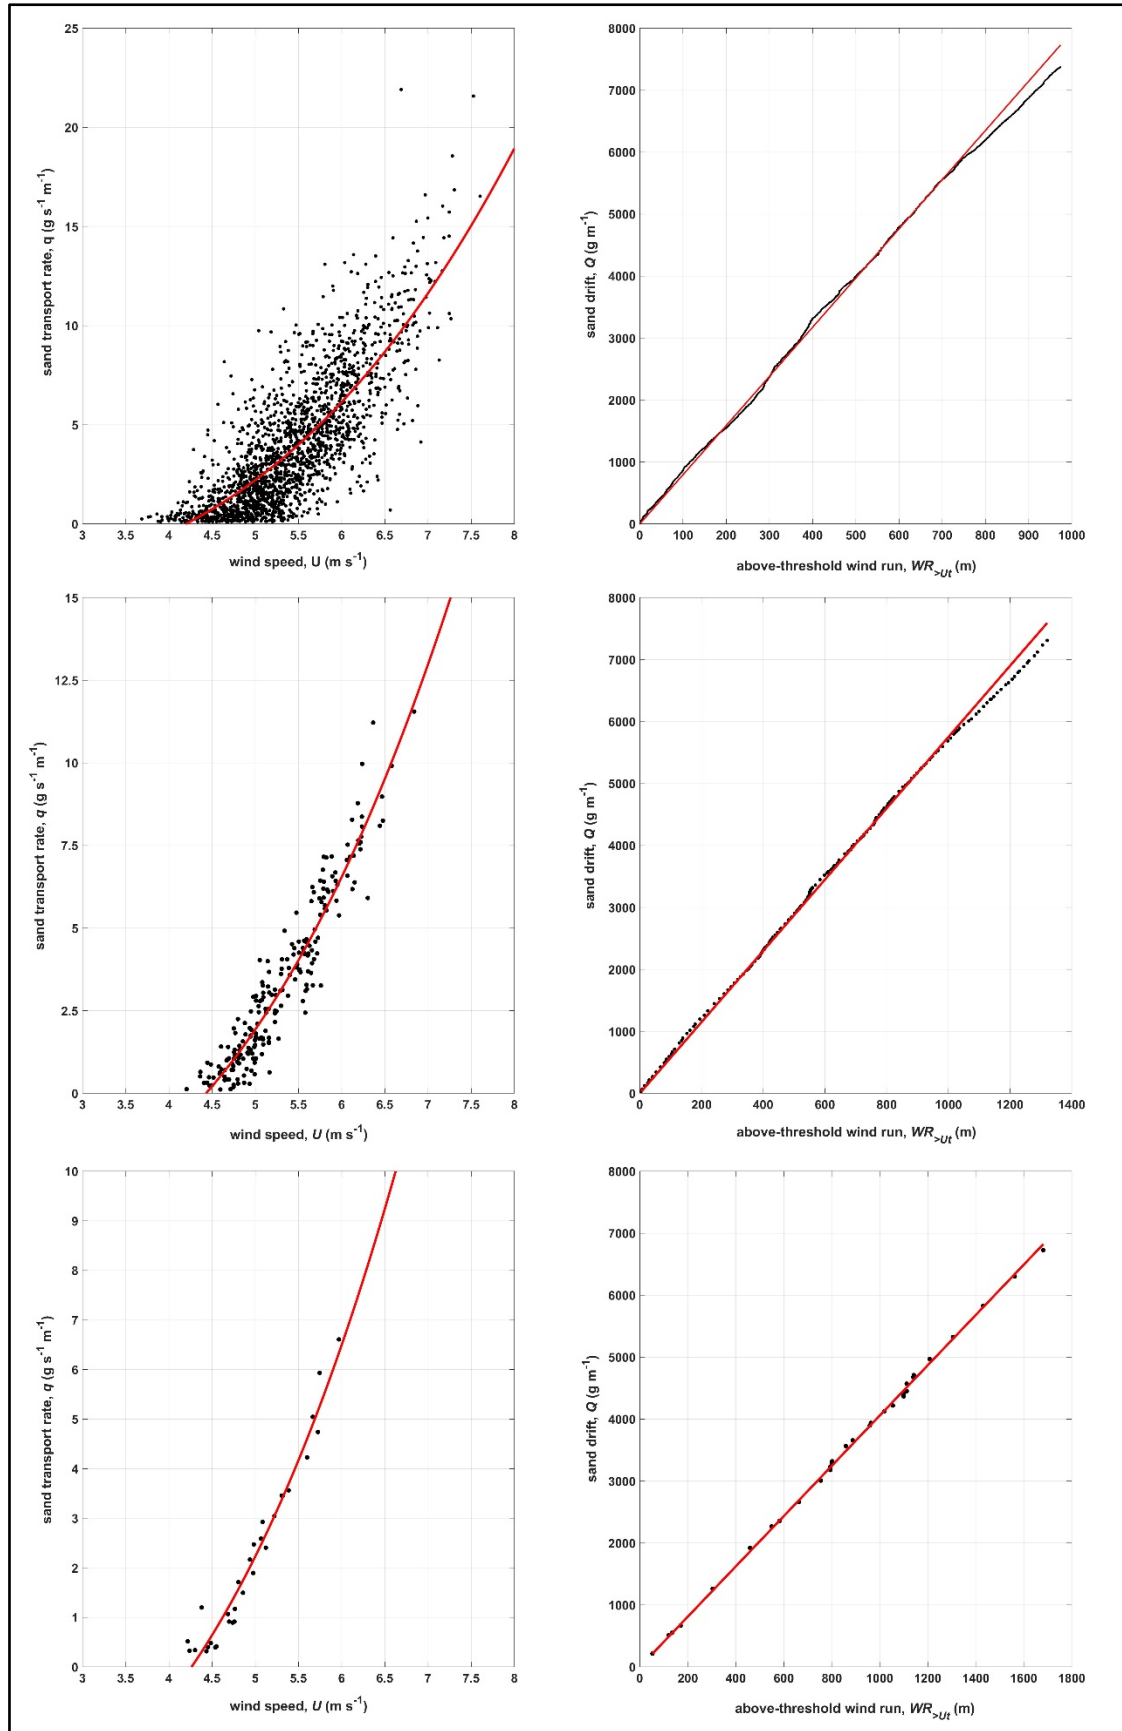 25
20
15
10
5
0
sand transport rate, q (g s⁻¹ m⁻¹)
3 3.5 4 4.5 5 5.5 6 6.5 7 7.5 8
wind speed, U (m s⁻¹)
8000
7000
6000
5000
4000
3000
2000
1000
0
sand drift, Q (g m⁻¹)
0 100 200 300 400 500 600 700 800 900 1000
above-threshold wind run, WR>Ut (m)
15
12.5
10
7.5
5
2.5
0
sand transport rate, q (g s⁻¹ m⁻¹)
3 3.5 4 4.5 5 5.5 6 6.5 7 7.5 8
wind speed, U (m s⁻¹)
8000
7000
6000
5000
4000
3000
2000
1000
0
sand drift, Q (g m⁻¹)
0 200 400 600 800 1000 1200 1400
above-threshold wind run, WR>Ut (m)
10
9
8
7
6
5
4
3
2
1
0
sand transport rate, q (g s⁻¹ m⁻¹)
3 3.5 4 4.5 5 5.5 6 6.5 7 7.5 8
wind speed, U (m s⁻¹)
8000
7000
6000
5000
4000
3000
2000
1000
0
sand drift, Q (g m⁻¹)
0 200 400 600 800 1000 1200 1400 1600 1800
above-threshold wind run, WR>Ut (m)